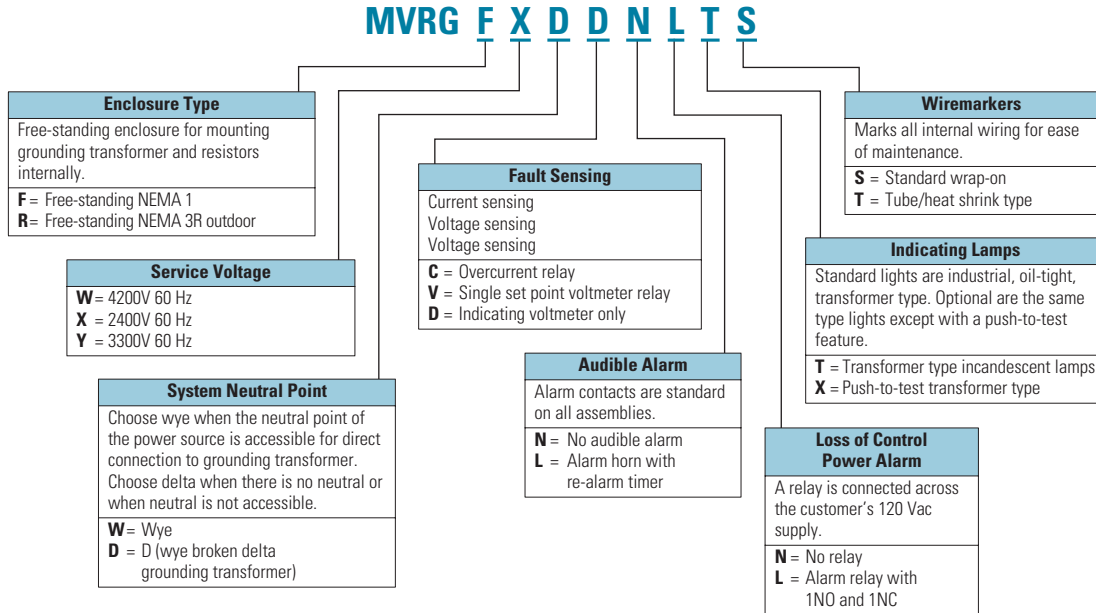 MVRG F X D D N L T S
Enclosure Type
Free-standing enclosure for mounting
grounding transformer and resistors
internally.
F = Free-standing NEMA 1
R = Free-standing NEMA 3R outdoor
Service Voltage
W = 4200V 60 Hz
X = 2400V 60 Hz
Y = 3300V 60 Hz
System Neutral Point
Choose wye when the neutral point of
the power source is accessible for direct
connection to grounding transformer.
Choose delta when there is no neutral or
when neutral is not accessible.
W = Wye
D = D (wye broken delta
grounding transformer)
Fault Sensing
Current sensing
Voltage sensing
Voltage sensing
C = Overcurrent relay
V = Single set point voltmeter relay
D = Indicating voltmeter only
Audible Alarm
Alarm contacts are standard
on all assemblies.
N = No audible alarm
L = Alarm horn with
re-alarm timer
Loss of Control
Power Alarm
A relay is connected across
the customer's 120 Vac
supply.
N = No relay
L = Alarm relay with
1NO and 1NC
Indicating Lamps
Standard lights are industrial, oil-tight,
transformer type. Optional are the same
type lights except with a push-to-test
feature.
T = Transformer type incandescent lamps
X = Push-to-test transformer type
Wiremarkers
Marks all internal wiring for ease
of maintenance.
S = Standard wrap-on
T = Tube/heat shrink type